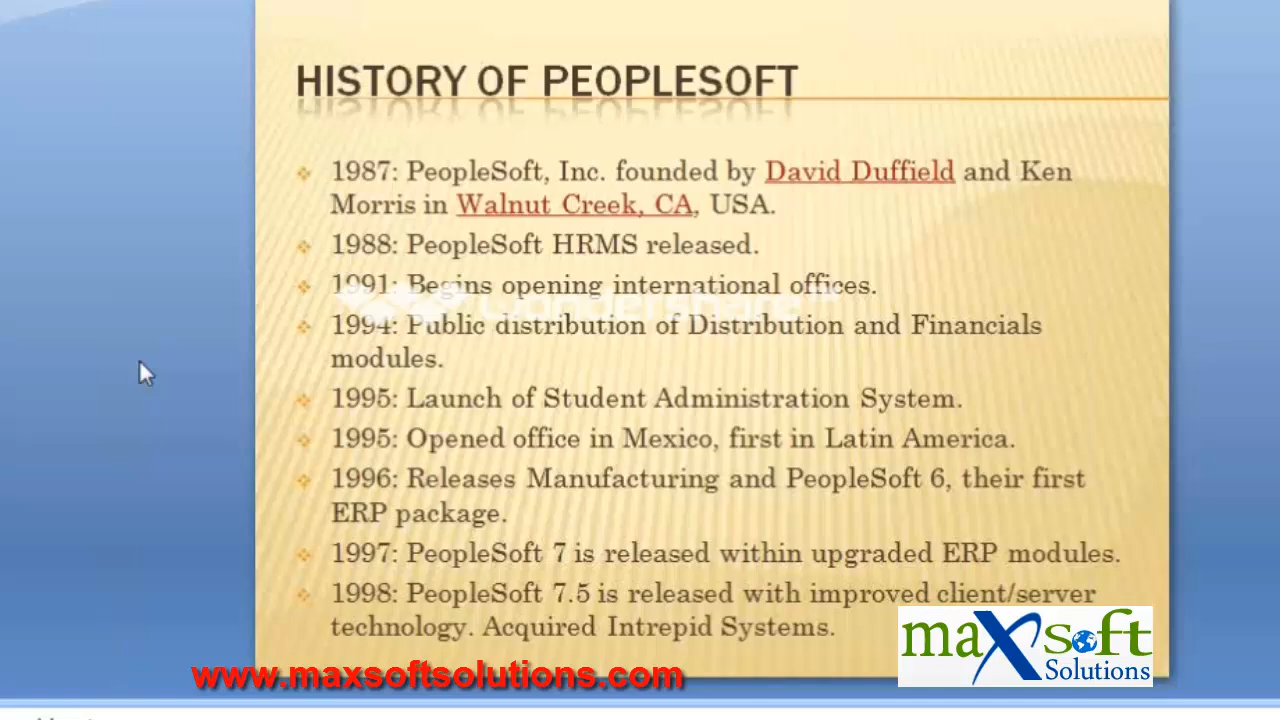 HISTORY OF PEOPLESOFT
1987: PeopleSoft, Inc. founded by David Duffield and Ken
Morris in Walnut Creek, CA, USA.
1988: PeopleSoft HRMS released.
1991: Begins opening international offices.
wondershare
1994: Public distribution of Distribution and Financials
modules.
1995: Launch of Student Administration System.
1995: Opened office in Mexico, first in Latin America.
1996: Releases Manufacturing and PeopleSoft 6, their first
ERP package.
1997: PeopleSoft 7 is released within upgraded ERP modules.
1998: PeopleSoft 7.5 is released with improved client/server
technology. Acquired Intrepid Systems.
maxsoft
Solutions
www.maxsoftsolutions.com